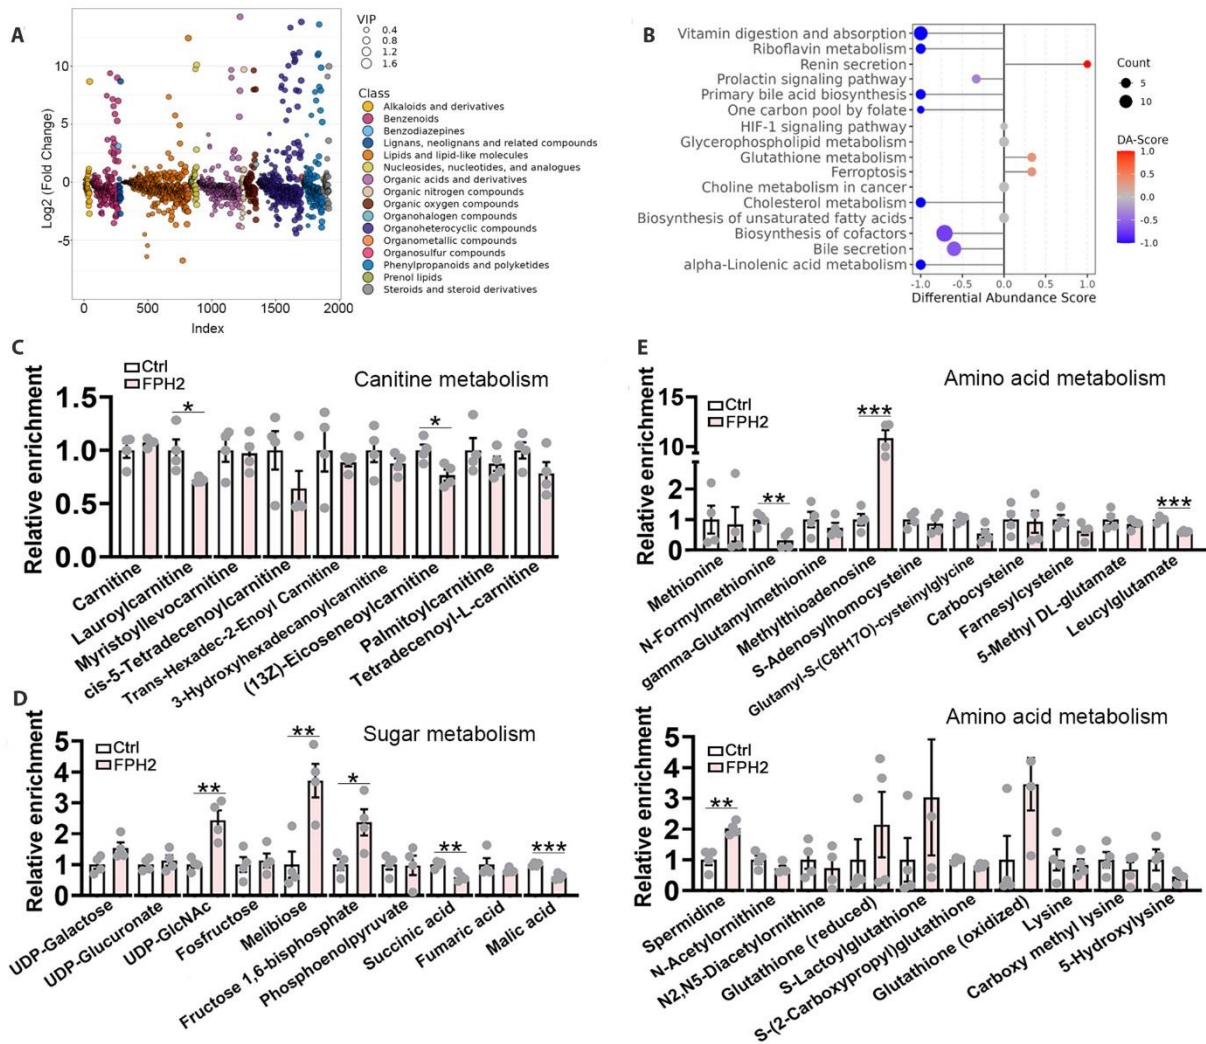 A
Log2 (Fold Change)
10
5
0
-5
0 500 1000 1500 2000
Index
VIP
0.4
0.8
1.2
1.6
Class
Alkaloids and derivatives
Benzenoids
Benzodiazepines
Lignans, neolignans and related compounds
Lipids and lipid-like molecules
Nucleosides, nucleotides, and analogues
Organic acids and derivatives
Organic nitrogen compounds
Organic oxygen compounds
Organohalogen compounds
Organoheterocyclic compounds
Organometallic compounds
Organosulfur compounds
Phenylpropanoids and polyketides
Prenol lipids
Steroids and steroid derivatives
B
Vitamin digestion and absorption
Riboflavin metabolism
Renin secretion
Prolactin signaling pathway
Primary bile acid biosynthesis
One carbon pool by folate
HIF-1 signaling pathway
Glycerophospholipid metabolism
Glutathione metabolism
Ferroptosis
Choline metabolism in cancer
Cholesterol metabolism
Biosynthesis of unsaturated fatty acids
Biosynthesis of cofactors
Bile secretion
alpha-Linolenic acid metabolism
-1.0 -0.5 0.0 0.5 1.0
Differential Abundance Score
Count
5
10
DA-Score
1.0
0.5
0.0
-0.5
-1.0
C
Ctrl
FPH2
Canitine metabolism
Relative enrichment
1.5
1.0
0.5
0.0
* *
Carnitine
Lauroylcarnitine
Myristoyllevocarnitine
cis-5-Tetradecenoylcarnitine
Trans-Hexadec-2-Enoyl Carnitine
3-Hydroxyhexadecanoylcarnitine
(13Z)-Eicosenoylcarnitine
Palmitoylcarnitine
Tetradecenoyl-L-carnitine
D
Ctrl
FPH2
Sugar metabolism
Relative enrichment
5
4
3
2
1
0
** ** * ** ***
UDP-Galactose
UDP-Glucuronate
UDP-GlcNAc
Fosfructose
Melibiose
Fructose 1,6-bisphosphate
Phosphoenolpyruvate
Succinic acid
Fumaric acid
Malic acid
E
Ctrl
FPH2
Amino acid metabolism
Relative enrichment
15
10
2
1
0
** *** ***
Methionine
N-Formylmethionine
gamma-Glutamylmethionine
Methylthioadenosine
S-Adenosylhomocysteine
Glutamyl-S-(C8H17O)-cysteinylglycine
Carbocysteine
Farnesylcysteine
5-Methyl DL-glutamate
Leucylglutamate
Ctrl
FPH2
Amino acid metabolism
Relative enrichment
5
4
3
2
1
0
**
Spermidine
N-Acetylornithine
N2,N5-Diacetylornithine
Glutathione (reduced)
S-Lactoylglutathione
S-(2-Carboxypropyl)glutathione
Glutathione (oxidized)
Lysine
Carboxy methyl lysine
5-Hydroxylysine